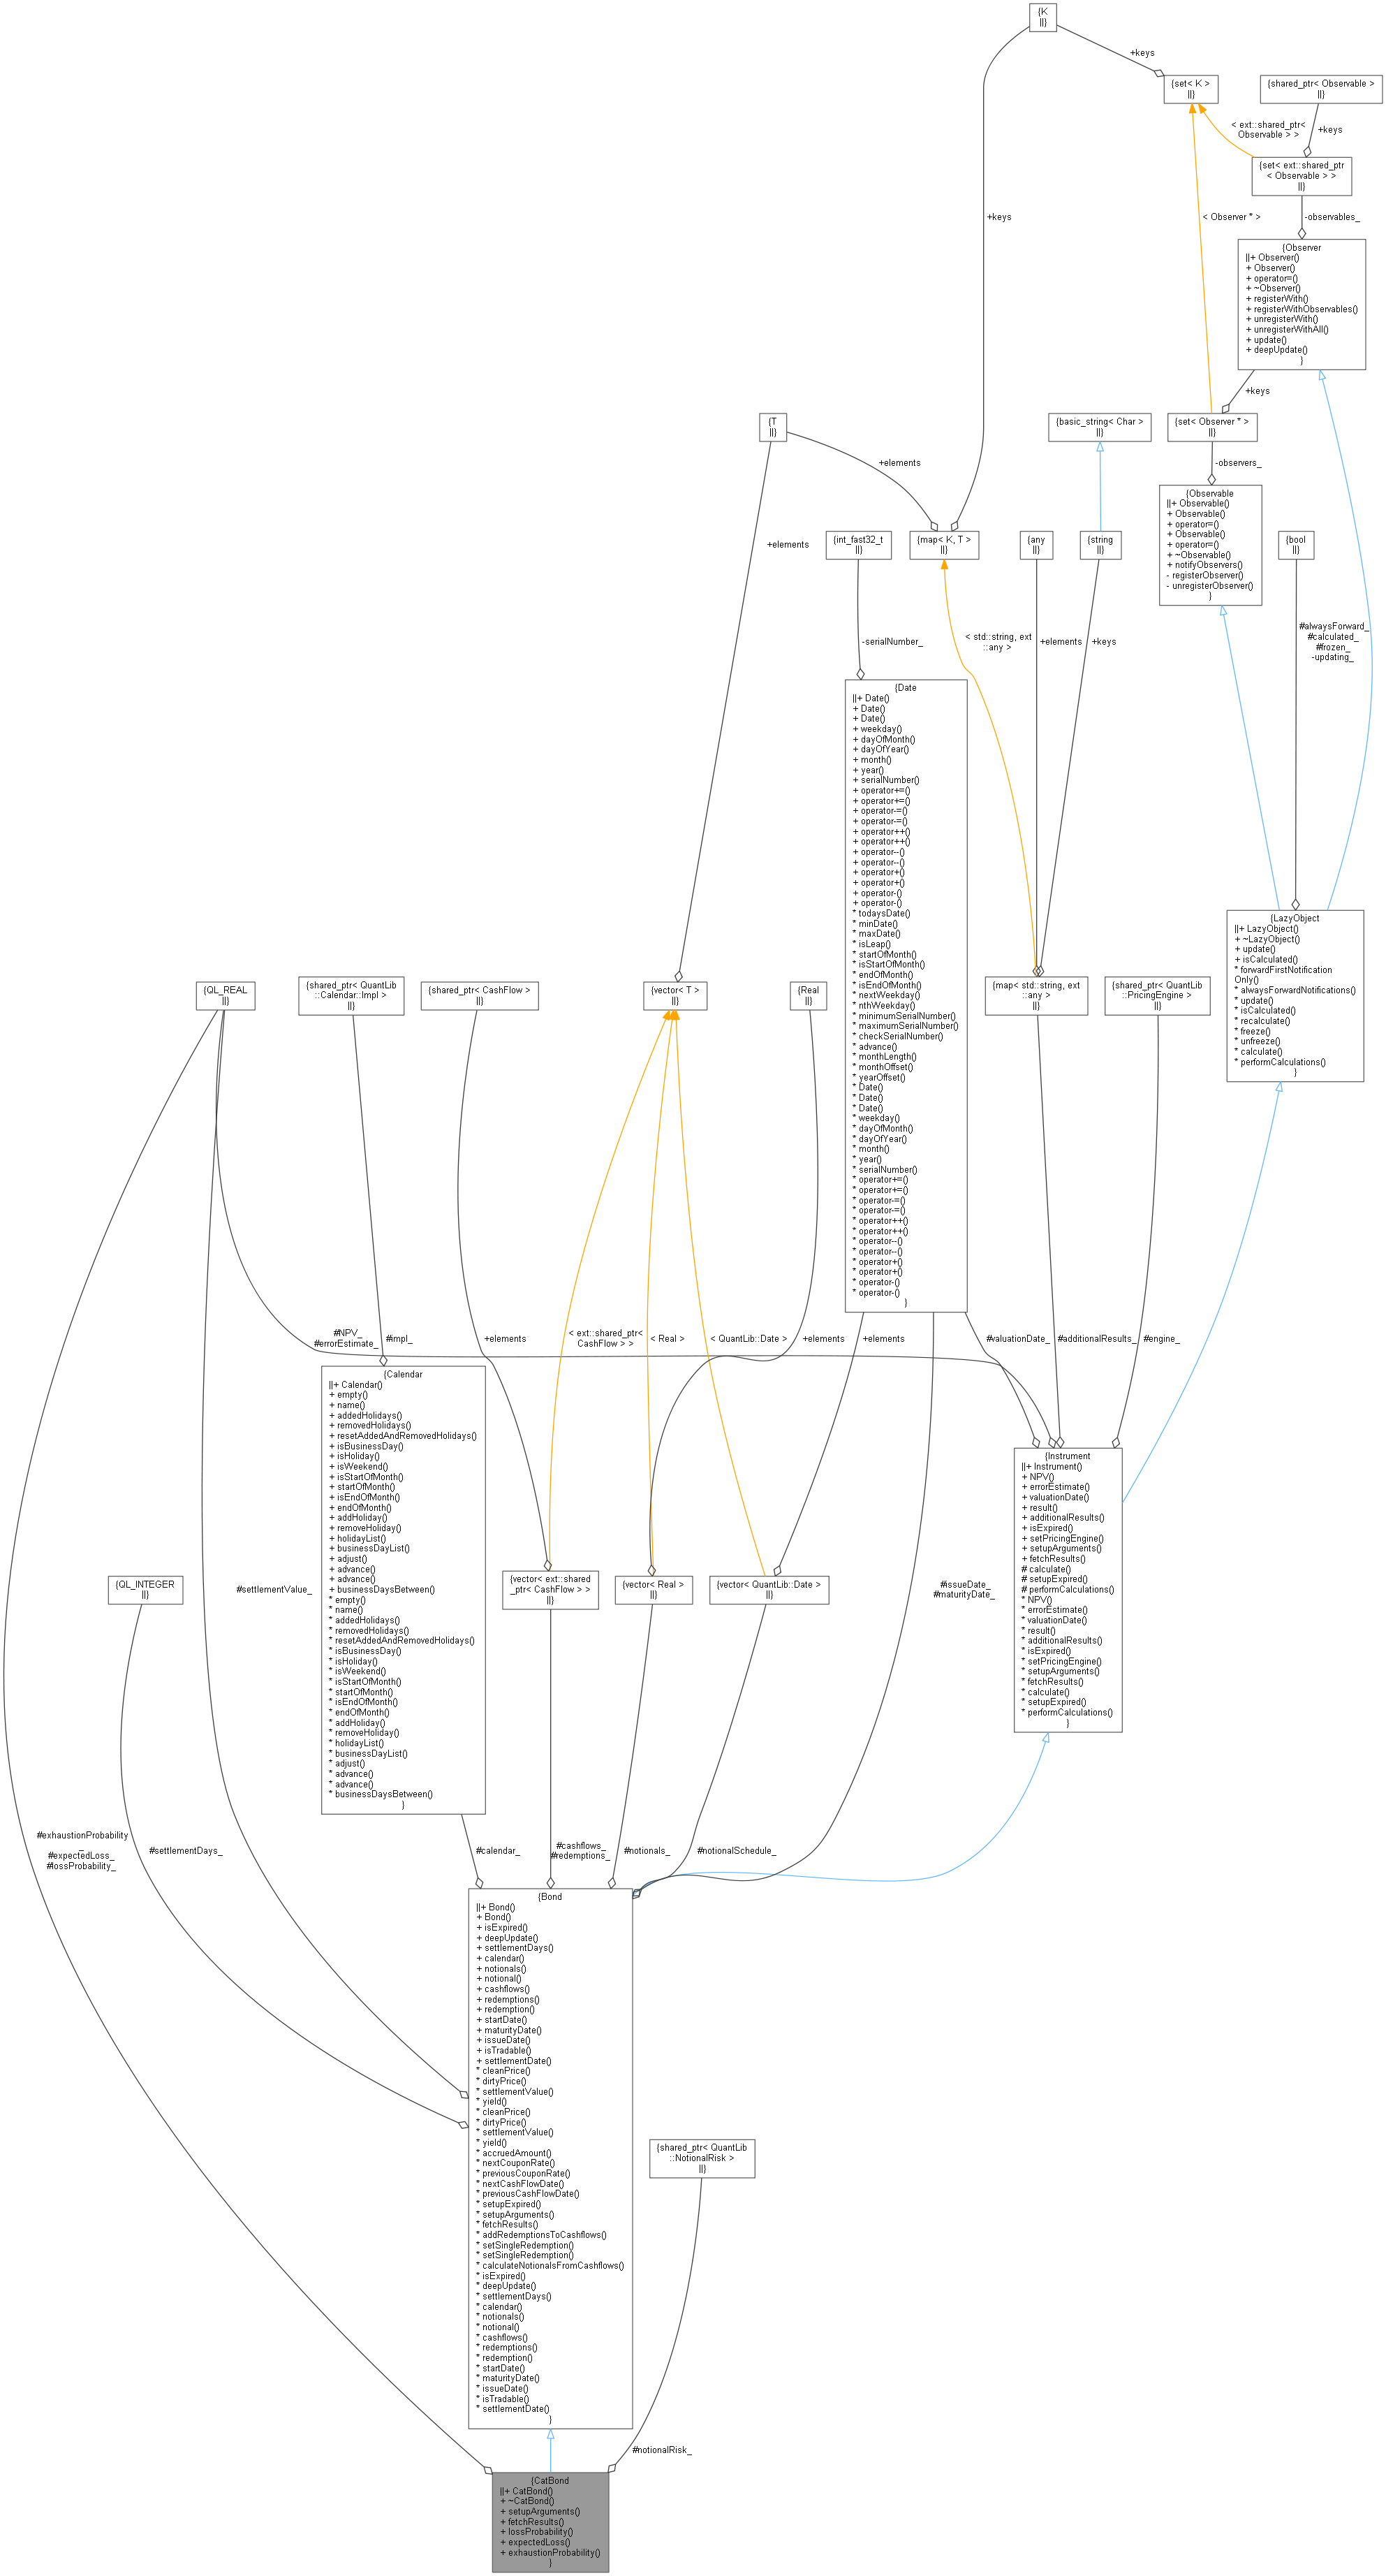 {K
||}
+keys
{set< K >
||}
{shared_ptr< Observable >
||}
< ext::shared_ptr<
Observable > >
+keys
{set< ext::shared_ptr
< Observable > >
||}
+keys
< Observer * >
-observables_
{Observer
||+ Observer()
+ Observer()
+ operator=()
+ ~Observer()
+ registerWith()
+ registerWithObservables()
+ unregisterWith()
+ unregisterWithAll()
+ update()
+ deepUpdate()
}
+keys
{T
||}
{basic_string< Char >
||}
{set< Observer * >
||}
+elements
-observers_
{Observable
||+ Observable()
+ Observable()
+ operator=()
+ Observable()
+ operator=()
+ ~Observable()
+ notifyObservers()
- registerObserver()
- unregisterObserver()
}
+elements
{int_fast32_t
||}
{map< K, T >
||}
{any
||}
{string
||}
{bool
||}
-serialNumber_
< std::string, ext
::any >
+elements
+keys
#alwaysForward_
#calculated_
#frozen_
-updating_
{Date
||+ Date()
+ Date()
+ Date()
+ weekday()
+ dayOfMonth()
+ dayOfYear()
+ month()
+ year()
+ serialNumber()
+ operator+=()
+ operator+=()
+ operator-=()
+ operator-=()
+ operator++()
+ operator++()
+ operator--()
+ operator--()
+ operator+()
+ operator+()
+ operator-()
+ operator-()
* todaysDate()
* minDate()
* maxDate()
* isLeap()
* startOfMonth()
* isStartOfMonth()
* endOfMonth()
* isEndOfMonth()
* nextWeekday()
* nthWeekday()
* minimumSerialNumber()
* maximumSerialNumber()
* checkSerialNumber()
* advance()
* monthLength()
* monthOffset()
* yearOffset()
* Date()
* Date()
* Date()
* weekday()
* dayOfMonth()
* dayOfYear()
* month()
* year()
* serialNumber()
* operator+=()
* operator+=()
* operator-=()
* operator-=()
* operator++()
* operator++()
* operator--()
* operator--()
* operator+()
* operator+()
* operator-()
* operator-()
}
{LazyObject
||+ LazyObject()
+ ~LazyObject()
+ update()
+ isCalculated()
* forwardFirstNotification
Only()
* alwaysForwardNotifications()
* update()
* isCalculated()
* recalculate()
* freeze()
* unfreeze()
* calculate()
* performCalculations()
}
{QL_REAL
||}
{shared_ptr< QuantLib
::Calendar::Impl >
||}
{shared_ptr< CashFlow >
||}
{vector< T >
||}
{Real
||}
{map< std::string, ext
::any >
||}
{shared_ptr< QuantLib
::PricingEngine >
||}
#NPV_
#errorEstimate_
#impl_
+elements
< ext::shared_ptr<
CashFlow > >
< Real >
< QuantLib::Date >
+elements
+elements
#valuationDate_
#additionalResults_
#engine_
{Calendar
||+ Calendar()
+ empty()
+ name()
+ addedHolidays()
+ removedHolidays()
+ resetAddedAndRemovedHolidays()
+ isBusinessDay()
+ isHoliday()
+ isWeekend()
+ isStartOfMonth()
+ startOfMonth()
+ isEndOfMonth()
+ endOfMonth()
+ addHoliday()
+ removeHoliday()
+ holidayList()
+ businessDayList()
+ adjust()
+ advance()
+ advance()
+ businessDaysBetween()
* empty()
* name()
* addedHolidays()
* removedHolidays()
* resetAddedAndRemovedHolidays()
* isBusinessDay()
* isHoliday()
* isWeekend()
* isStartOfMonth()
* startOfMonth()
* isEndOfMonth()
* endOfMonth()
* addHoliday()
* removeHoliday()
* holidayList()
* businessDayList()
* adjust()
* advance()
* advance()
* businessDaysBetween()
}
{Instrument
||+ Instrument()
+ NPV()
+ errorEstimate()
+ valuationDate()
+ result()
+ additionalResults()
+ isExpired()
+ setPricingEngine()
+ setupArguments()
+ fetchResults()
# calculate()
# setupExpired()
# performCalculations()
* NPV()
* errorEstimate()
* valuationDate()
* result()
* additionalResults()
* isExpired()
* setPricingEngine()
* setupArguments()
* fetchResults()
* calculate()
* setupExpired()
* performCalculations()
}
{QL_INTEGER
||}
#settlementValue_
{vector< ext::shared
_ptr< CashFlow > >
||}
{vector< Real >
||}
{vector< QuantLib::Date >
||}
#issueDate_
#maturityDate_
#exhaustionProbability
_
#expectedLoss_
#lossProbability_
#settlementDays_
#calendar_
#cashflows_
#redemptions_
#notionals_
#notionalSchedule_
{Bond
||+ Bond()
+ Bond()
+ isExpired()
+ deepUpdate()
+ settlementDays()
+ calendar()
+ notionals()
+ notional()
+ cashflows()
+ redemptions()
+ redemption()
+ startDate()
+ maturityDate()
+ issueDate()
+ isTradable()
+ settlementDate()
* cleanPrice()
* dirtyPrice()
* settlementValue()
* yield()
* cleanPrice()
* dirtyPrice()
* settlementValue()
* yield()
* accruedAmount()
* nextCouponRate()
* previousCouponRate()
* nextCashFlowDate()
* previousCashFlowDate()
* setupExpired()
* setupArguments()
* fetchResults()
* addRedemptionsToCashflows()
* setSingleRedemption()
* setSingleRedemption()
* calculateNotionalsFromCashflows()
* isExpired()
* deepUpdate()
* settlementDays()
* calendar()
* notionals()
* notional()
* cashflows()
* redemptions()
* redemption()
* startDate()
* maturityDate()
* issueDate()
* isTradable()
* settlementDate()
}
{shared_ptr< QuantLib
::NotionalRisk >
||}
#notionalRisk_
{CatBond
||+ CatBond()
+ ~CatBond()
+ setupArguments()
+ fetchResults()
+ lossProbability()
+ expectedLoss()
+ exhaustionProbability()
}